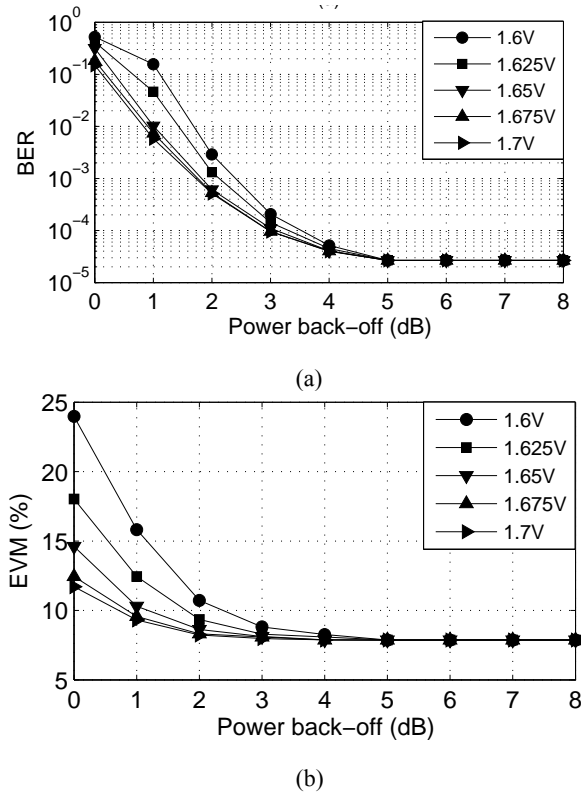 10^0
10^−1
10^−2
10^−3
10^−4
10^−5
BER
0 1 2 3 4 5 6 7 8
Power back−off (dB)
1.6V
1.625V
1.65V
1.675V
1.7V
(a)
25
20
15
10
5
EVM (%)
0 1 2 3 4 5 6 7 8
Power back−off (dB)
1.6V
1.625V
1.65V
1.675V
1.7V
(b)